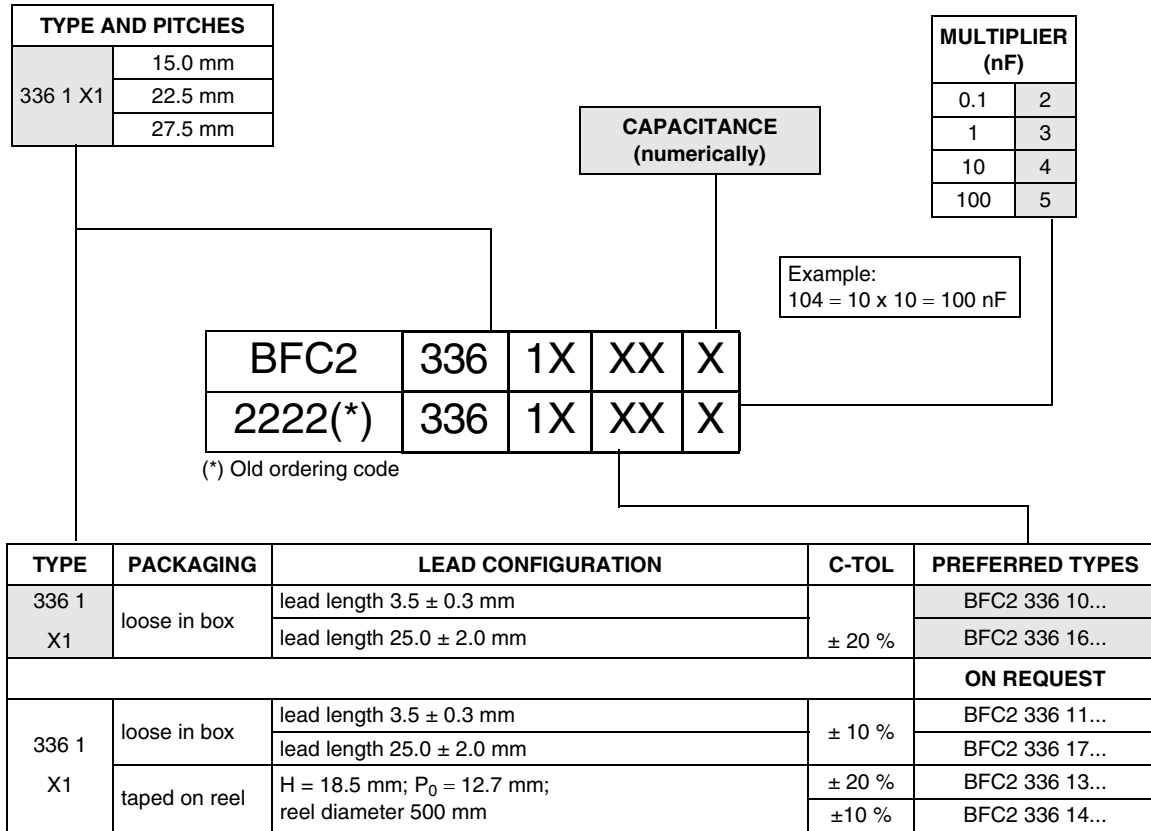 TYPE AND PITCHES
336 1 X1
15.0 mm
22.5 mm
27.5 mm
MULTIPLIER
(nF)
0.1 2
1 3
10 4
100 5
CAPACITANCE
(numerically)
Example:
104 = 10 x 10 = 100 nF
BFC2 336 1X XX X
2222(*) 336 1X XX X
(*) Old ordering code
TYPE PACKAGING LEAD CONFIGURATION C-TOL PREFERRED TYPES
336 1
X1
loose in box
lead length 3.5 ± 0.3 mm
lead length 25.0 ± 2.0 mm
± 20 %
BFC2 336 10...
BFC2 336 16...
ON REQUEST
336 1
X1
loose in box
lead length 3.5 ± 0.3 mm
lead length 25.0 ± 2.0 mm
± 10 %
BFC2 336 11...
BFC2 336 17...
taped on reel
H = 18.5 mm; P0 = 12.7 mm;
reel diameter 500 mm
± 20 %
BFC2 336 13...
±10 %
BFC2 336 14...